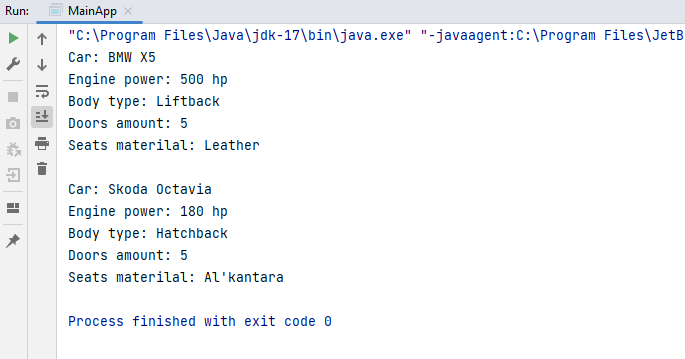 Run: MainApp
"C:\Program Files\Java\jdk-17\bin\java.exe" "-javaagent:C:\Program Files\JetB
Car: BMW X5
Engine power: 500 hp
Body type: Liftback
Doors amount: 5
Seats materilal: Leather
Car: Skoda Octavia
Engine power: 180 hp
Body type: Hatchback
Doors amount: 5
Seats materilal: Al'kantara
Process finished with exit code 0